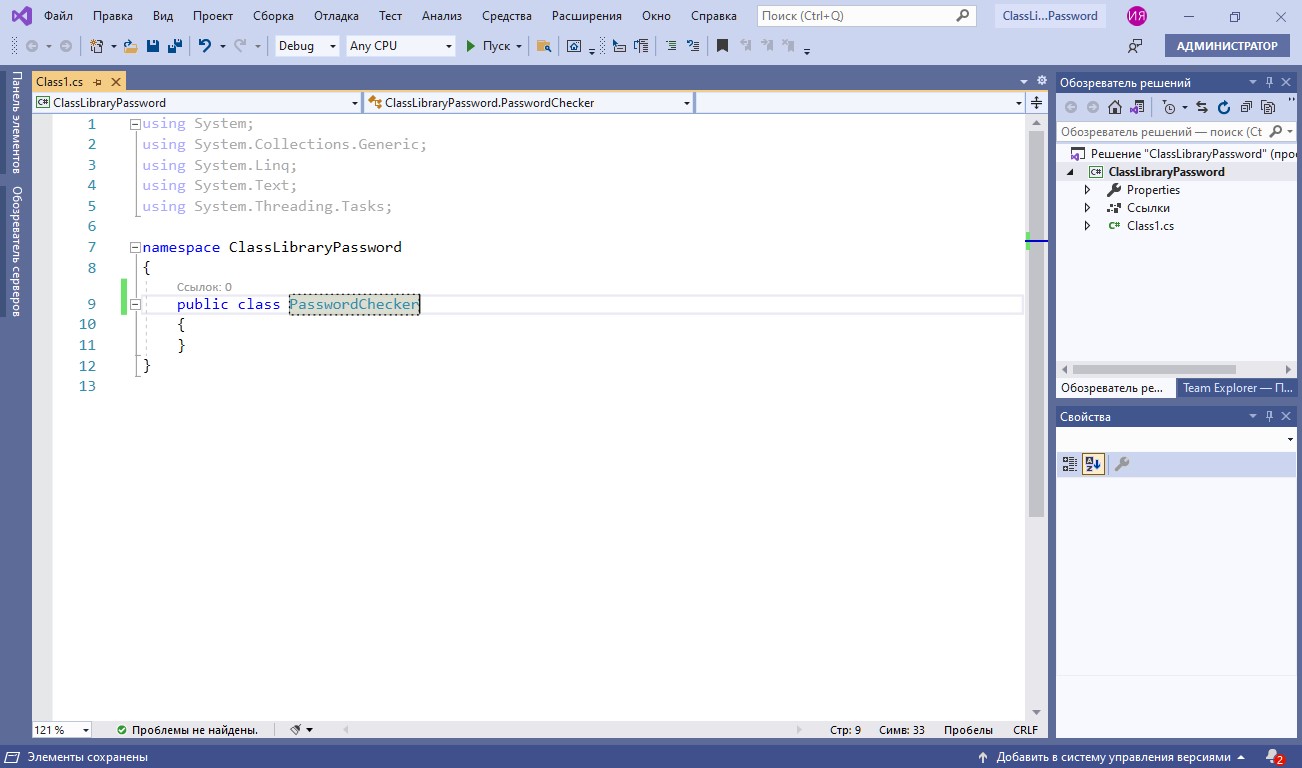 Файл Правка Вид Проект Сборка Отладка Тест Анализ Средства Расширения Окно Справка Поиск (Ctrl+Q) ClassLi...Password ИЯ
Debug Any CPU Пуск АДМИНИСТРАТОР
Панель элементов
Обозреватель серверов
Class1.cs
ClassLibraryPassword ClassLibraryPassword.PasswordChecker
1 using System;
2 using System.Collections.Generic;
3 using System.Linq;
4 using System.Text;
5 using System.Threading.Tasks;
6
7 namespace ClassLibraryPassword
8 {
Ссылок: 0
9 public class PasswordChecker
10 {
11 }
12 }
13
121 % Проблемы не найдены. Стр: 9 Симв: 33 Пробелы CRLF
Обозреватель решений
Обозреватель решений — поиск (Ct
Решение "ClassLibraryPassword" (прое
ClassLibraryPassword
Properties
Ссылки
Class1.cs
Обозреватель ре... Team Explorer — П...
Свойства
Элементы сохранены Добавить в систему управления версиями 2